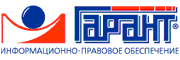 ГАРАНТ®
ИНФОРМАЦИОННО-ПРАВОВОЕ ОБЕСПЕЧЕНИЕ